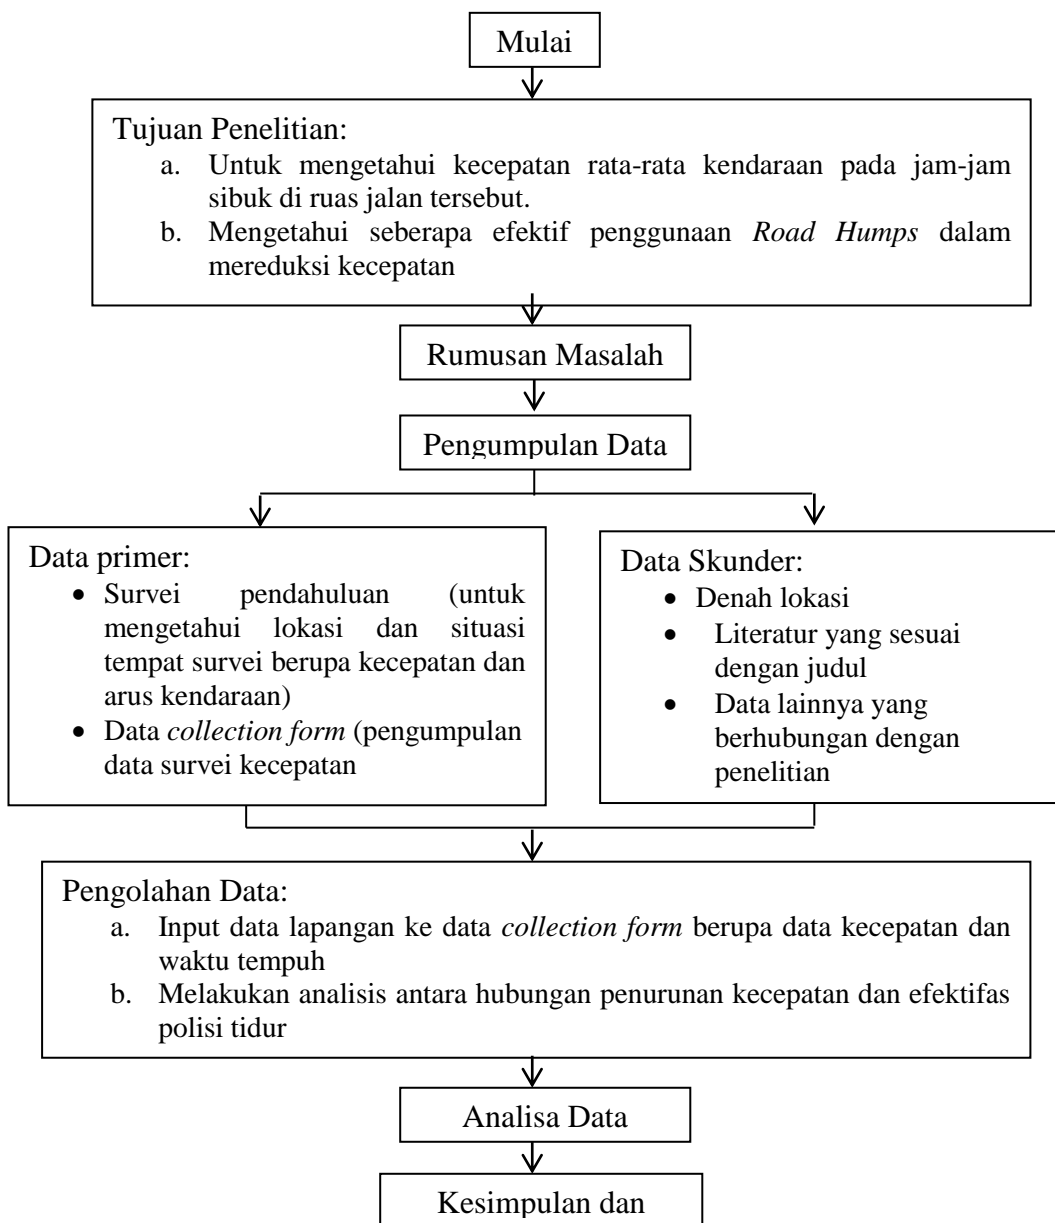 Mulai
Tujuan Penelitian:
a. Untuk mengetahui kecepatan rata-rata kendaraan pada jam-jam
sibuk di ruas jalan tersebut.
b. Mengetahui seberapa efektif penggunaan Road Humps dalam
mereduksi kecepatan
Rumusan Masalah
Pengumpulan Data
Data primer:
• Survei pendahuluan (untuk
mengetahui lokasi dan situasi
tempat survei berupa kecepatan dan
arus kendaraan)
• Data collection form (pengumpulan
data survei kecepatan
Data Skunder:
• Denah lokasi
• Literatur yang sesuai
dengan judul
• Data lainnya yang
berhubungan dengan
penelitian
Pengolahan Data:
a. Input data lapangan ke data collection form berupa data kecepatan dan
waktu tempuh
b. Melakukan analisis antara hubungan penurunan kecepatan dan efektifas
polisi tidur
Analisa Data
Kesimpulan dan